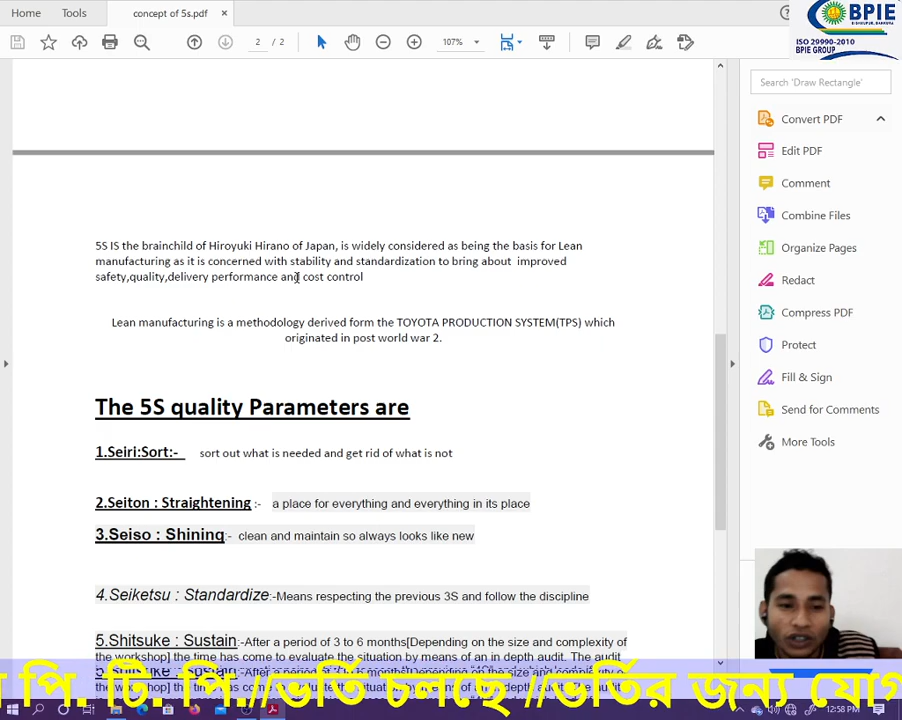 Home
Tools
concept of 5s.pdf
×
BPIE
ISO 29990-2010
BPIE GROUP
2 / 2
107%
Search 'Draw Rectangle'
Convert PDF
Edit PDF
Comment
Combine Files
Organize Pages
Redact
Compress PDF
Protect
Fill & Sign
Send for Comments
More Tools
5S IS the brainchild of Hiroyuki Hirano of Japan, is widely considered as being the basis for Lean
manufacturing as it is concerned with stability and standardization to bring about improved
safety,quality,delivery performance and cost control
Lean manufacturing is a methodology derived form the TOYOTA PRODUCTION SYSTEM(TPS) which
originated in post world war 2.
The 5S quality Parameters are
1.Seiri:Sort:- sort out what is needed and get rid of what is not
2.Seiton : Straightening :- a place for everything and everything in its place
3.Seiso : Shining:- clean and maintain so always looks like new
4.Seiketsu : Standardize:-Means respecting the previous 3S and follow the discipline
5.Shitsuke : Sustain:-After a period of 3 to 6 months[Depending on the size and complexity of
the workshop] the time has come to evaluate the situation by means of an in depth audit. The audit
পি. টি. পি//ভর্তি চলছে //ভর্তির জন্য
12:58 PM